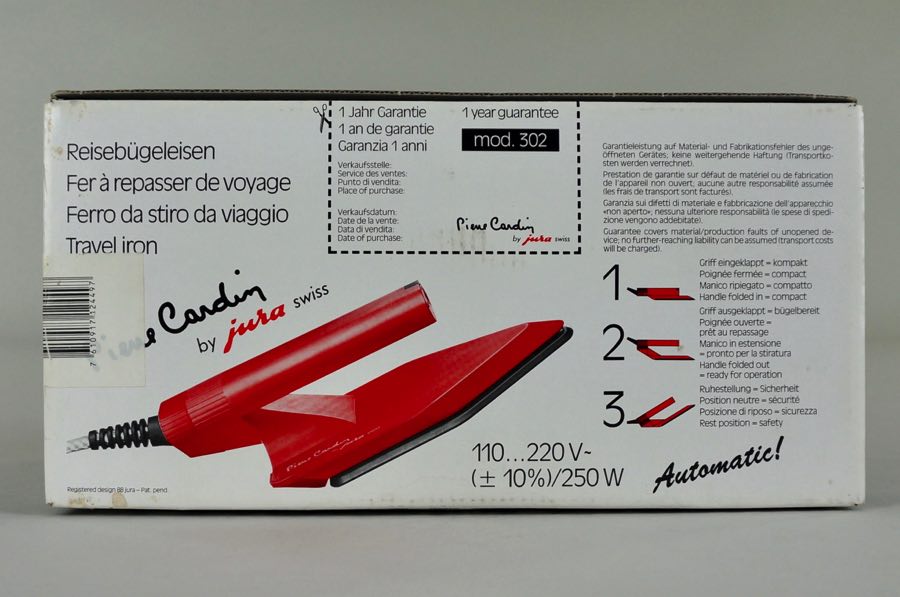 Reisebügeleisen
Fer à repasser de voyage
Ferro da stiro da viaggio
Travel iron
1 Jahr Garantie
1 an de garantie
Garanzia 1 anni
1 year guarantee
mod. 302
Verkaufsstelle:
Service des ventes:
Punto di vendita:
Place of purchase:
Verkaufsdatum:
Date de la vente:
Data di vendita:
Date of purchase:
Pierre Cardin
by jura swiss
Garantieleistung auf Material- und Fabrikationsfehler des unge-
öffneten Gerätes; keine weitergehende Haftung (Transportko-
sten werden verrechnet).
Prestation de garantie sur défaut de matériel ou de fabrication
de l'appareil non ouvert; aucune autre responsabilité assumée
(les frais de transport sont facturés).
Garanzia sui difetti di materiale e fabbricazione dell'apparecchio
«non aperto»; nessuna ulteriore responsabilità (le spese di spedi-
zione vengono addebitate).
Guarantee covers material/production faults of unopened de-
vice; no further-reaching liability can be assumed (transport costs
will be charged).
1
Griff eingeklappt = kompakt
Poignée fermée = compact
Manico ripiegato = compatto
Handle folded in = compact
2
Griff ausgeklappt = bügelbereit
Poignée ouverte =
prêt au repassage
Manico in estensione
= pronto per la stiratura
Handle folded out
= ready for operation
3
Ruhestellung = Sicherheit
Position neutre = sécurité
Posizione di riposo = sicurezza
Rest position = safety
Pierre Cardin
by jura swiss
7 610917 124497
Pierre Cardin jura
110...220 V~
(± 10%)/250 W
Automatic!
Registered design 88 jura – Pat. pend.